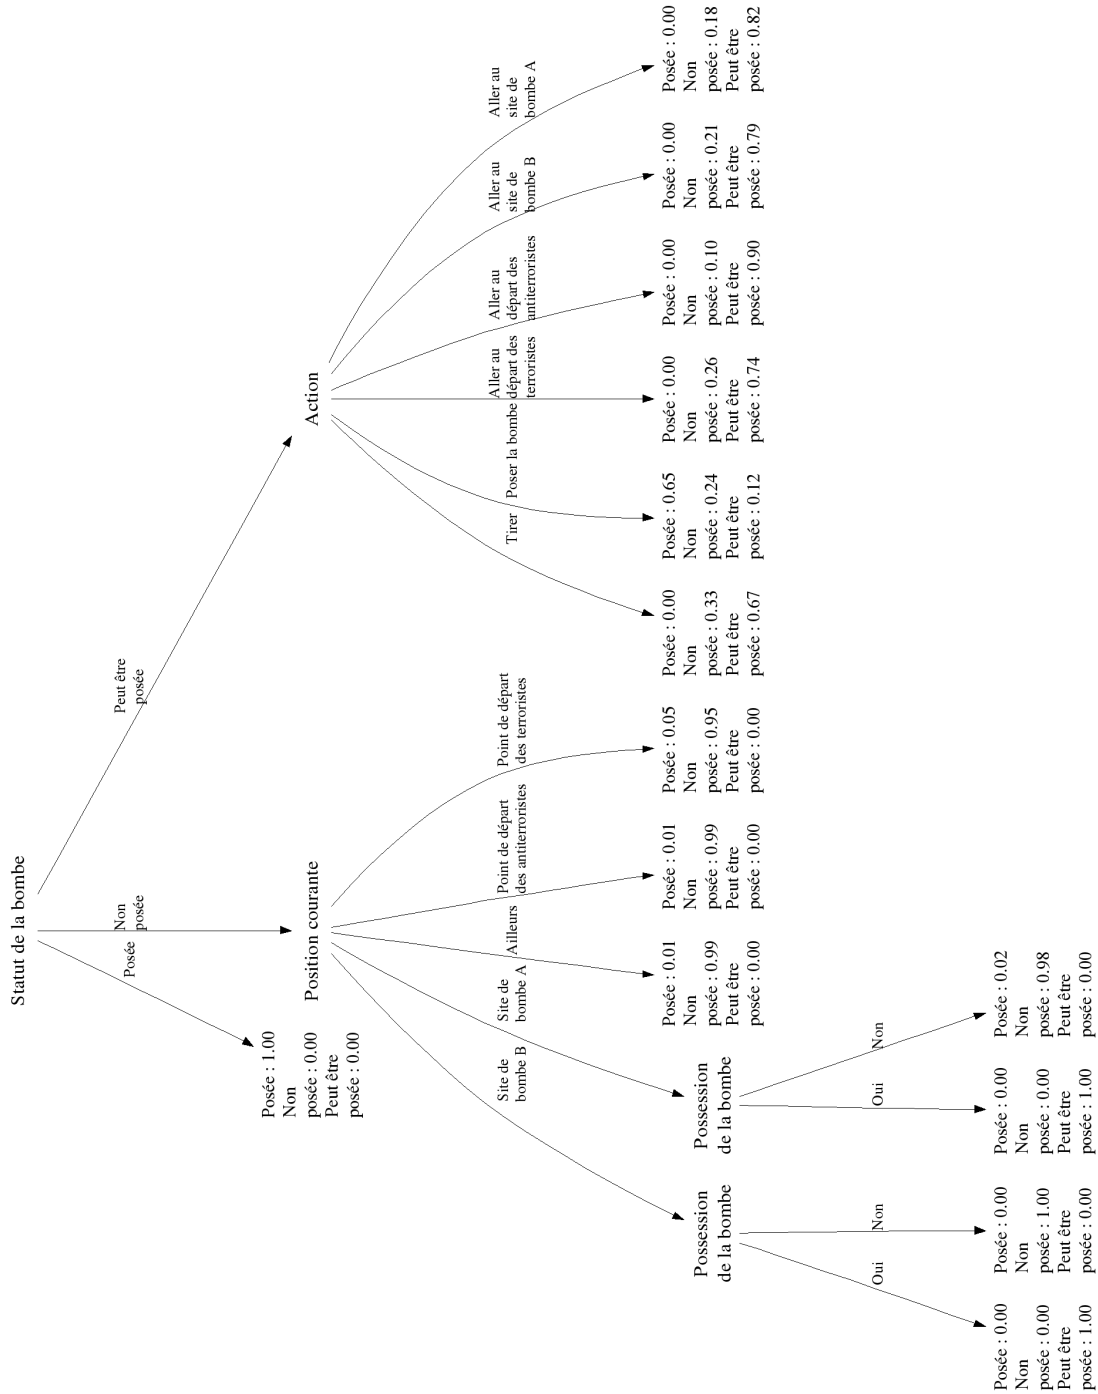 Statut de la bombe
Posée
Non
posée
Peut être
posée
Posée : 1.00
Non
posée : 0.00
Peut être
posée : 0.00
Position courante
Action
Site de
bombe B
Site de
bombe A
Ailleurs
Point de départ
des antiterroristes
Point de départ
des terroristes
Tirer
Poser la bombe
Aller au
départ des
terroristes
Aller au
départ des
antiterroristes
Aller au
site de
bombe B
Aller au
site de
bombe A
Possession
de la bombe
Possession
de la bombe
Posée : 0.01
Non
posée : 0.99
Peut être
posée : 0.00
Posée : 0.01
Non
posée : 0.99
Peut être
posée : 0.00
Posée : 0.05
Non
posée : 0.95
Peut être
posée : 0.00
Posée : 0.00
Non
posée : 0.33
Peut être
posée : 0.67
Posée : 0.65
Non
posée : 0.24
Peut être
posée : 0.12
Posée : 0.00
Non
posée : 0.26
Peut être
posée : 0.74
Posée : 0.00
Non
posée : 0.10
Peut être
posée : 0.90
Posée : 0.00
Non
posée : 0.21
Peut être
posée : 0.79
Posée : 0.00
Non
posée : 0.18
Peut être
posée : 0.82
Oui
Non
Oui
Non
Posée : 0.00
Non
posée : 0.00
Peut être
posée : 1.00
Posée : 0.00
Non
posée : 1.00
Peut être
posée : 0.00
Posée : 0.00
Non
posée : 0.00
Peut être
posée : 1.00
Posée : 0.02
Non
posée : 0.98
Peut être
posée : 0.00